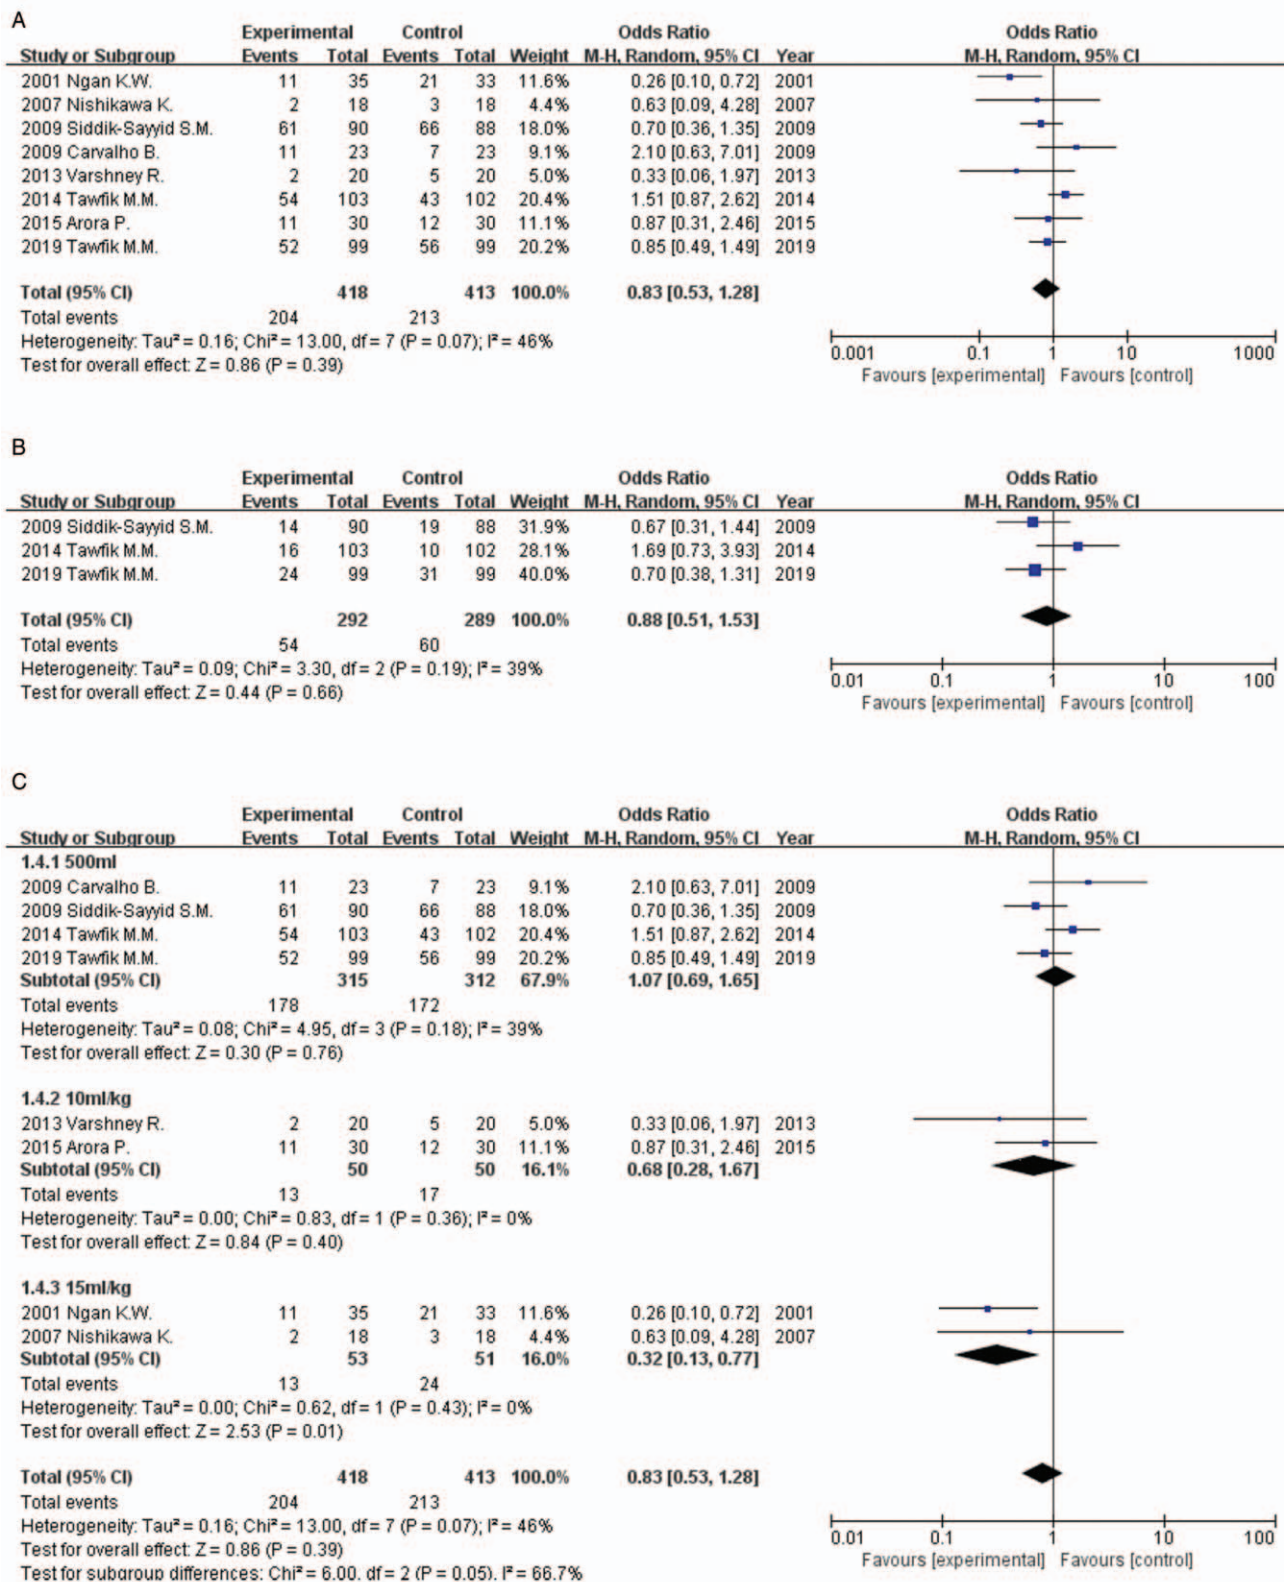 A
Experimental Control Odds Ratio Odds Ratio
Study or Subgroup Events Total Events Total Weight M-H, Random, 95% CI Year M-H, Random, 95% CI
2001 Ngan K.W. 11 35 21 33 11.6% 0.26 [0.10, 0.72] 2001
2007 Nishikawa K. 2 18 3 18 4.4% 0.63 [0.09, 4.28] 2007
2009 Siddik-Sayyid S.M. 61 90 66 88 18.0% 0.70 [0.36, 1.35] 2009
2009 Carvalho B. 11 23 7 23 9.1% 2.10 [0.63, 7.01] 2009
2013 Varshney R. 2 20 5 20 5.0% 0.33 [0.06, 1.97] 2013
2014 Tawfik M.M. 54 103 43 102 20.4% 1.51 [0.87, 2.62] 2014
2015 Arora P. 11 30 12 30 11.1% 0.87 [0.31, 2.46] 2015
2019 Tawfik M.M. 52 99 56 99 20.2% 0.85 [0.49, 1.49] 2019
Total (95% CI) 418 413 100.0% 0.83 [0.53, 1.28]
Total events 204 213
Heterogeneity: Tau² = 0.16; Chi² = 13.00, df = 7 (P = 0.07); I² = 46%
Test for overall effect: Z = 0.86 (P = 0.39)
0.001 0.1 1 10 1000
Favours [experimental] Favours [control]
B
Experimental Control Odds Ratio Odds Ratio
Study or Subgroup Events Total Events Total Weight M-H, Random, 95% CI Year M-H, Random, 95% CI
2009 Siddik-Sayyid S.M. 14 90 19 88 31.9% 0.67 [0.31, 1.44] 2009
2014 Tawfik M.M. 16 103 10 102 28.1% 1.69 [0.73, 3.93] 2014
2019 Tawfik M.M. 24 99 31 99 40.0% 0.70 [0.38, 1.31] 2019
Total (95% CI) 292 289 100.0% 0.88 [0.51, 1.53]
Total events 54 60
Heterogeneity: Tau² = 0.09; Chi² = 3.30, df = 2 (P = 0.19); I² = 39%
Test for overall effect: Z = 0.44 (P = 0.66)
0.01 0.1 1 10 100
Favours [experimental] Favours [control]
C
Experimental Control Odds Ratio Odds Ratio
Study or Subgroup Events Total Events Total Weight M-H, Random, 95% CI Year M-H, Random, 95% CI
1.4.1 500ml
2009 Carvalho B. 11 23 7 23 9.1% 2.10 [0.63, 7.01] 2009
2009 Siddik-Sayyid S.M. 61 90 66 88 18.0% 0.70 [0.36, 1.35] 2009
2014 Tawfik M.M. 54 103 43 102 20.4% 1.51 [0.87, 2.62] 2014
2019 Tawfik M.M. 52 99 56 99 20.2% 0.85 [0.49, 1.49] 2019
Subtotal (95% CI) 315 312 67.9% 1.07 [0.69, 1.65]
Total events 178 172
Heterogeneity: Tau² = 0.08; Chi² = 4.95, df = 3 (P = 0.18); I² = 39%
Test for overall effect: Z = 0.30 (P = 0.76)
1.4.2 10ml/kg
2013 Varshney R. 2 20 5 20 5.0% 0.33 [0.06, 1.97] 2013
2015 Arora P. 11 30 12 30 11.1% 0.87 [0.31, 2.46] 2015
Subtotal (95% CI) 50 50 16.1% 0.68 [0.28, 1.67]
Total events 13 17
Heterogeneity: Tau² = 0.00; Chi² = 0.83, df = 1 (P = 0.36); I² = 0%
Test for overall effect: Z = 0.84 (P = 0.40)
1.4.3 15ml/kg
2001 Ngan K.W. 11 35 21 33 11.6% 0.26 [0.10, 0.72] 2001
2007 Nishikawa K. 2 18 3 18 4.4% 0.63 [0.09, 4.28] 2007
Subtotal (95% CI) 53 51 16.0% 0.32 [0.13, 0.77]
Total events 13 24
Heterogeneity: Tau² = 0.00; Chi² = 0.62, df = 1 (P = 0.43); I² = 0%
Test for overall effect: Z = 2.53 (P = 0.01)
Total (95% CI) 418 413 100.0% 0.83 [0.53, 1.28]
Total events 204 213
Heterogeneity: Tau² = 0.16; Chi² = 13.00, df = 7 (P = 0.07); I² = 46%
Test for overall effect: Z = 0.86 (P = 0.39)
Test for subgroup differences: Chi² = 6.00, df = 2 (P = 0.05), I² = 66.7%
0.01 0.1 1 10 100
Favours [experimental] Favours [control]